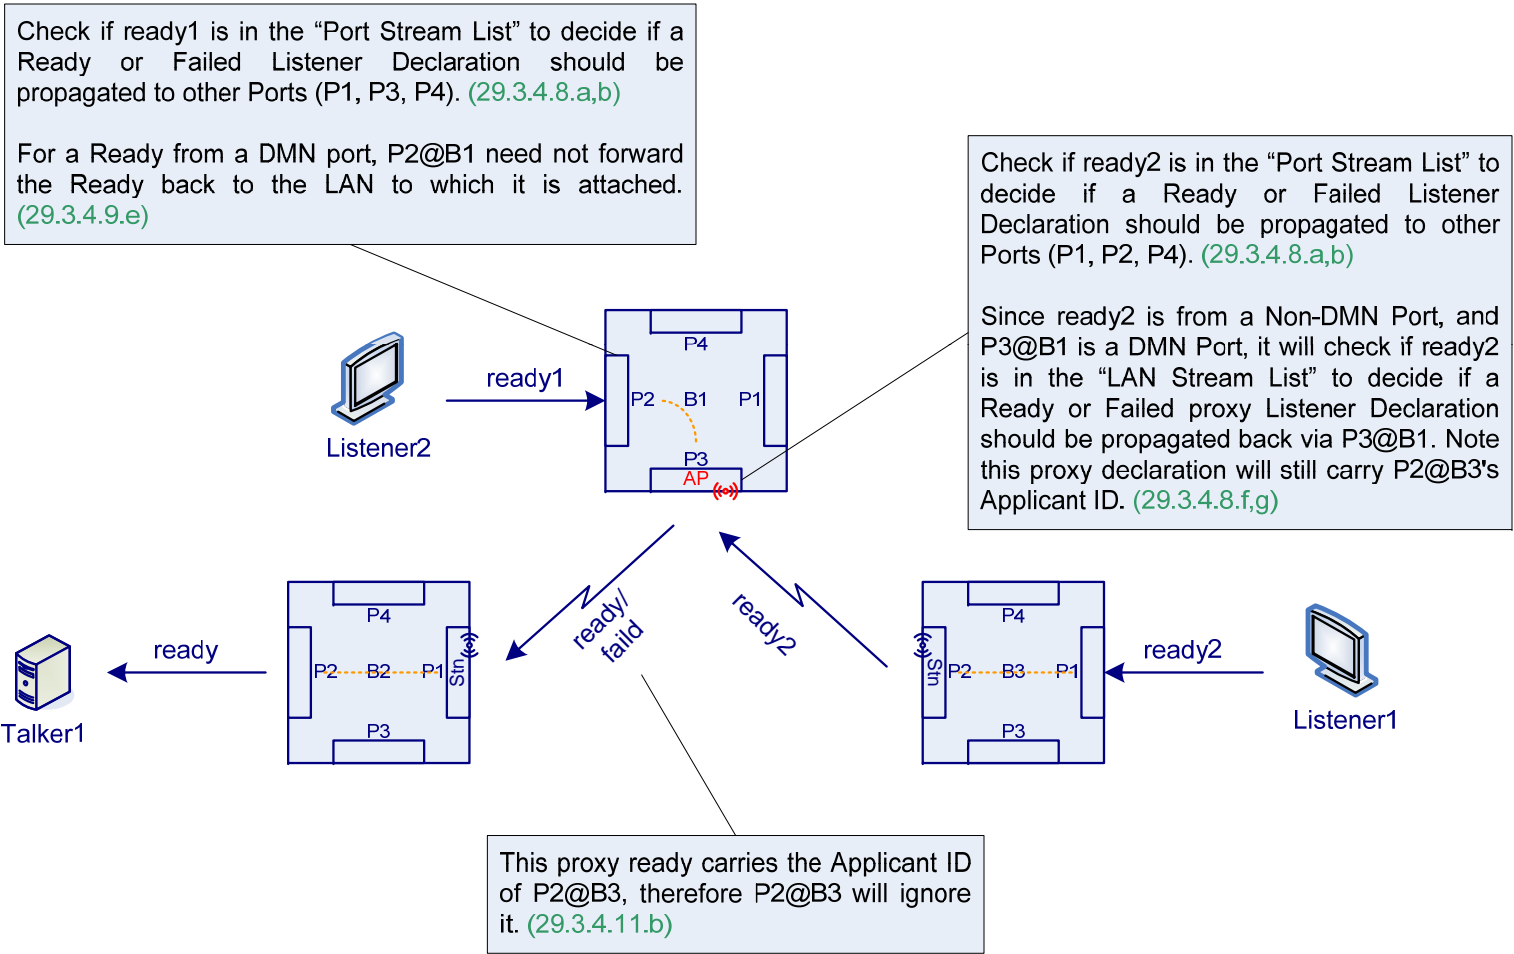 Check if ready1 is in the “Port Stream List” to decide if a
Ready or Failed Listener Declaration should be
propagated to other Ports (P1, P3, P4). (29.3.4.8.a,b)
For a Ready from a DMN port, P2@B1 need not forward
the Ready back to the LAN to which it is attached.
(29.3.4.9.e)
Check if ready2 is in the “Port Stream List” to
decide if a Ready or Failed Listener
Declaration should be propagated to other
Ports (P1, P2, P4). (29.3.4.8.a,b)
Since ready2 is from a Non-DMN Port, and
P3@B1 is a DMN Port, it will check if ready2
is in the “LAN Stream List” to decide if a
Ready or Failed proxy Listener Declaration
should be propagated back via P3@B1. Note
this proxy declaration will still carry P2@B3's
Applicant ID. (29.3.4.8.f,g)
Listener2
ready1
P4
P2
B1
P1
P3
AP
ready/
faild
ready2
Talker1
ready
P4
P2
B2
P1
Stn
P3
P4
Stn
P2
B3
P1
P3
ready2
Listener1
This proxy ready carries the Applicant ID
of P2@B3, therefore P2@B3 will ignore
it. (29.3.4.11.b)